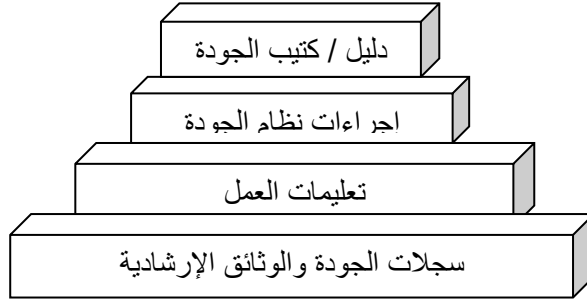 دليل / كتيب الجودة
إجراءات نظام الجودة
تعليمات العمل
سجلات الجودة والوثائق الإرشادية